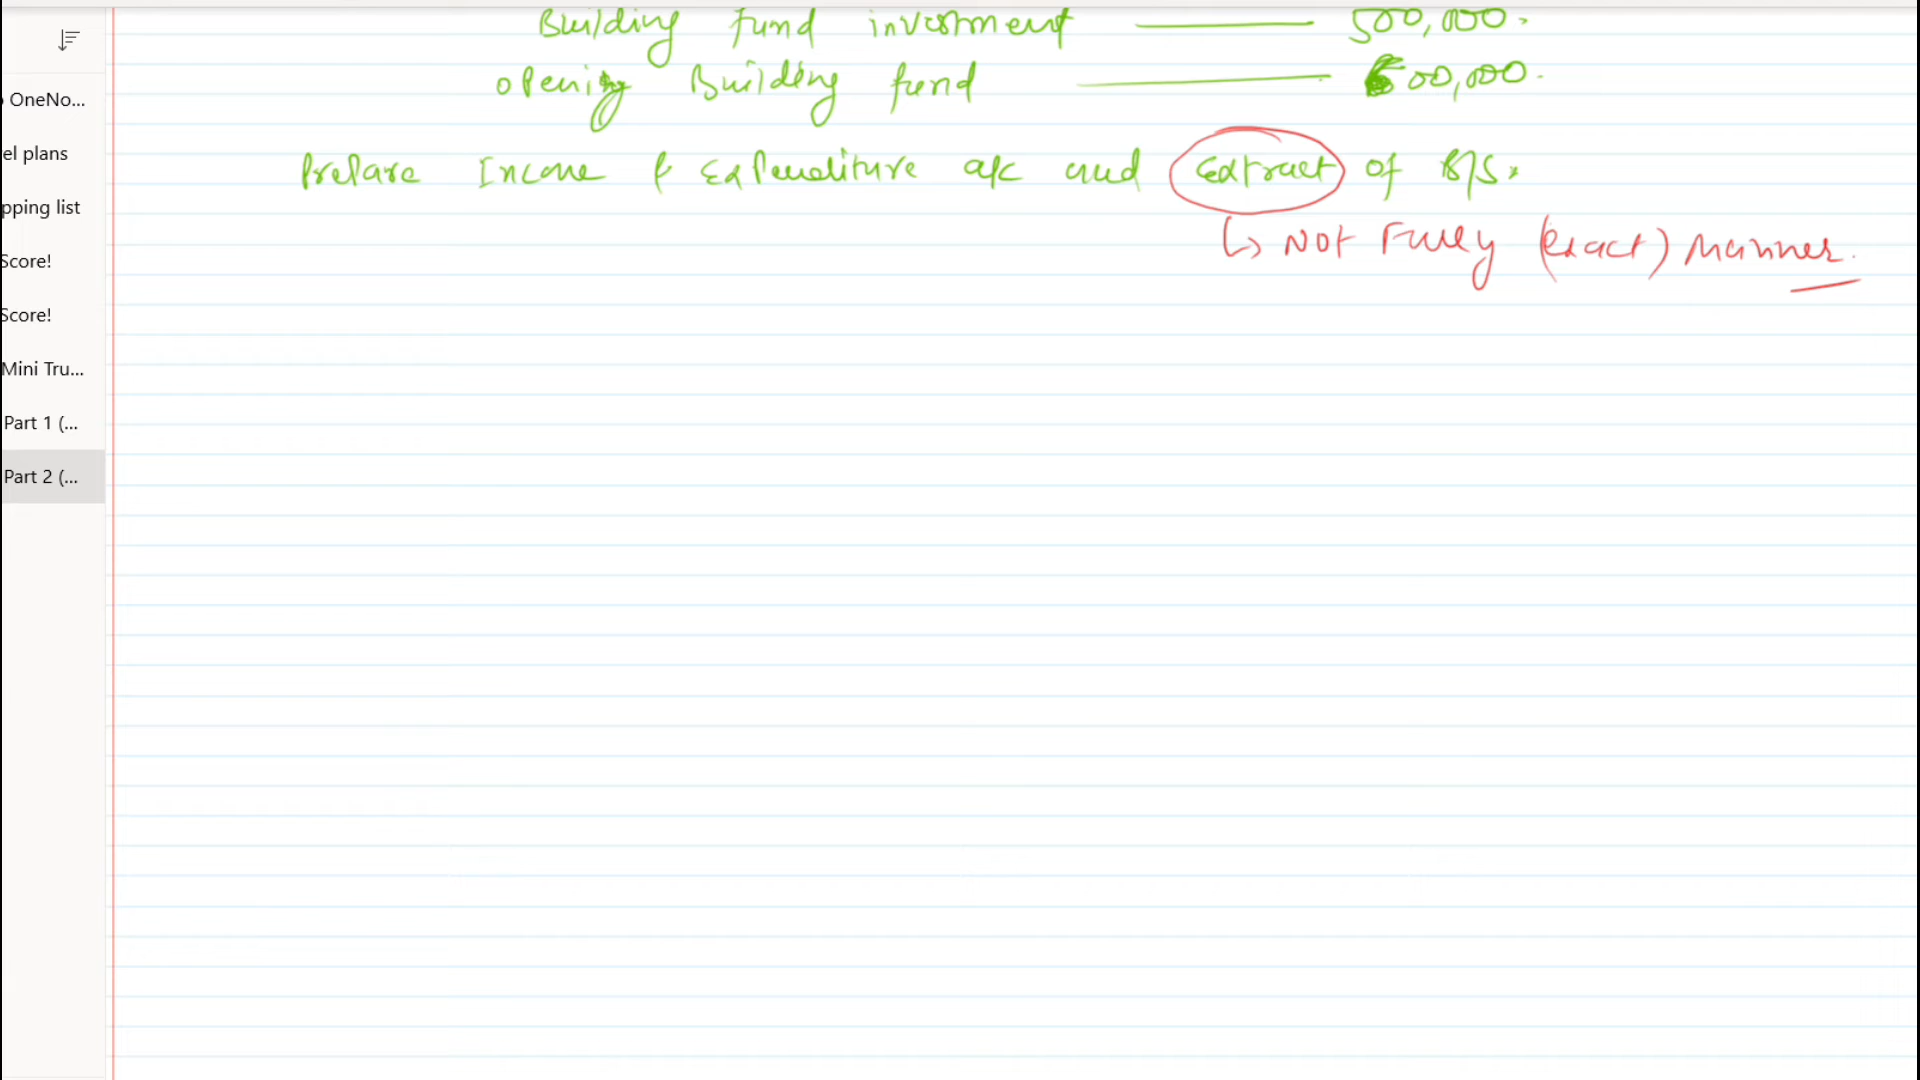 Building fund investment 500,000.
opening Building fund 600,000.
OneNo...
Prepare Income & Expenditure a/c and extract of B/S.
el plans
pping list
↳ Not Fully (exact) manner.
Score!
Score!
Mini Tru...
Part 1 (...
Part 2 (...